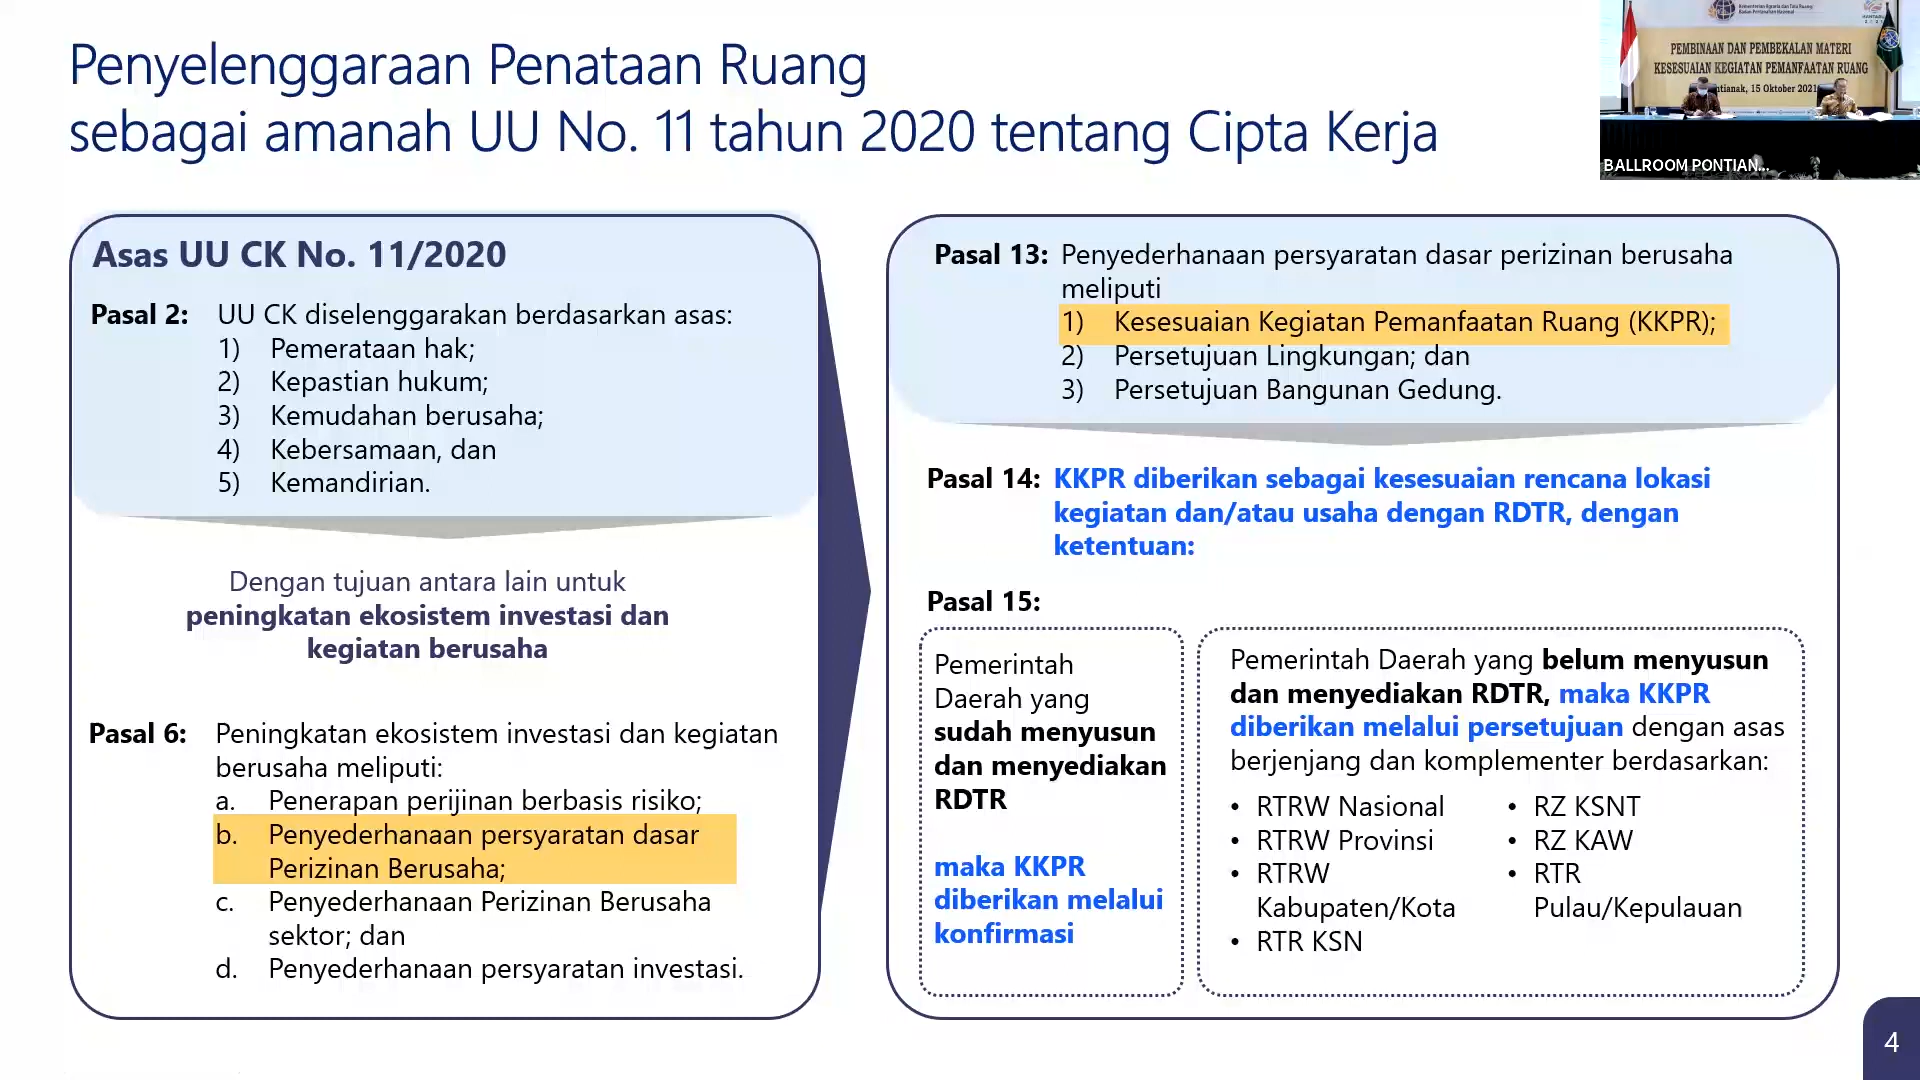 Penyelenggaraan Penataan Ruang
sebagai amanah UU No. 11 tahun 2020 tentang Cipta Kerja
Kementerian Agraria dan Tata Ruang/
Badan Pertanahan Nasional
PEMBINAAN DAN PEMBEKALAN MATERI
KESESUAIAN KEGIATAN PEMANFAATAN RUANG
15 Oktober 2021
BALLROOM PONTIAN...
Asas UU CK No. 11/2020
Pasal 2: UU CK diselenggarakan berdasarkan asas:
1) Pemerataan hak;
2) Kepastian hukum;
3) Kemudahan berusaha;
4) Kebersamaan, dan
5) Kemandirian.
Dengan tujuan antara lain untuk
peningkatan ekosistem investasi dan
kegiatan berusaha
Pasal 6: Peningkatan ekosistem investasi dan kegiatan
berusaha meliputi:
a. Penerapan perijinan berbasis risiko;
b. Penyederhanaan persyaratan dasar
Perizinan Berusaha;
c. Penyederhanaan Perizinan Berusaha
sektor; dan
d. Penyederhanaan persyaratan investasi.
Pasal 13: Penyederhanaan persyaratan dasar perizinan berusaha
meliputi
1) Kesesuaian Kegiatan Pemanfaatan Ruang (KKPR);
2) Persetujuan Lingkungan; dan
3) Persetujuan Bangunan Gedung.
Pasal 14: KKPR diberikan sebagai kesesuaian rencana lokasi
kegiatan dan/atau usaha dengan RDTR, dengan
ketentuan:
Pasal 15:
Pemerintah
Daerah yang
sudah menyusun
dan menyediakan
RDTR
maka KKPR
diberikan melalui
konfirmasi
Pemerintah Daerah yang belum menyusun
dan menyediakan RDTR, maka KKPR
diberikan melalui persetujuan dengan asas
berjenjang dan komplementer berdasarkan:
• RTRW Nasional
• RTRW Provinsi
• RTRW
Kabupaten/Kota
• RTR KSN
• RZ KSNT
• RZ KAW
• RTR
Pulau/Kepulauan
4